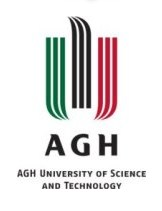 AGH
AGH UNIVERSITY OF SCIENCE
AND TECHNOLOGY